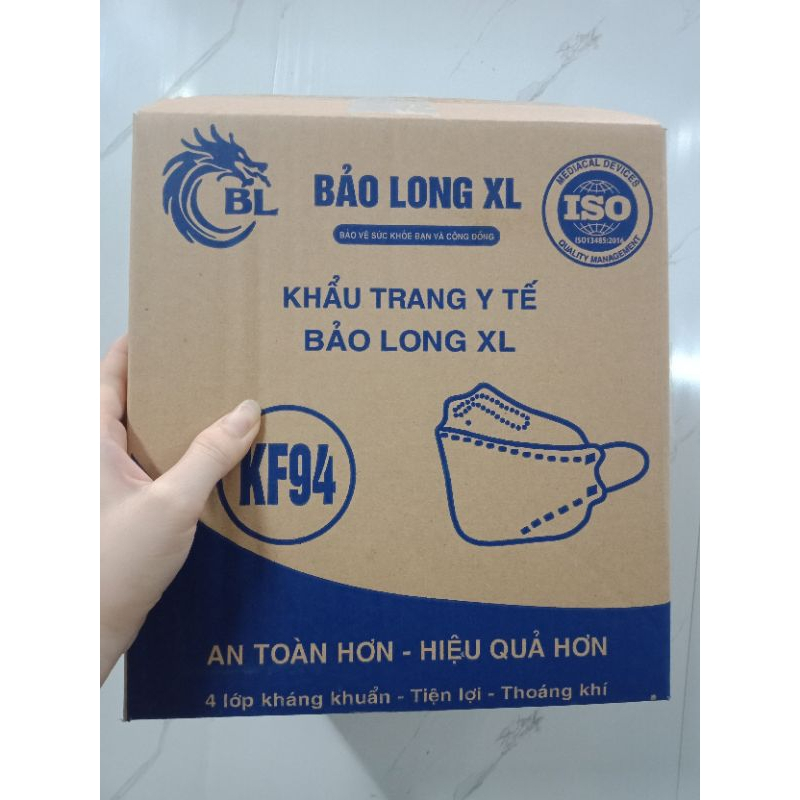 BL
BẢO LONG XL
BẢO VỆ SỨC KHỎE BẠN VÀ CỘNG ĐỒNG
MEDIACAL DEVICES
ISO
ISO13485:2016
QUALITY MANAGEMENT
KHẨU TRANG Y TẾ
BẢO LONG XL
KF94
AN TOÀN HƠN - HIỆU QUẢ HƠN
4 lớp kháng khuẩn - Tiện lợi - Thoáng khí